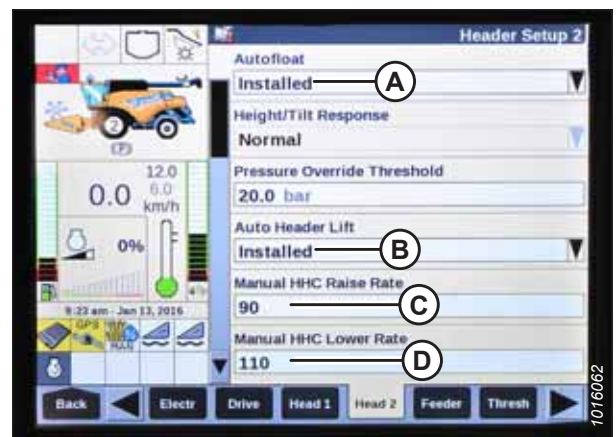 Header Setup 2
Autofloat
Installed
A
Height/Tilt Response
Normal
Pressure Override Threshold
20.0 bar
Auto Header Lift
Installed
B
Manual HHC Raise Rate
90
C
Manual HHC Lower Rate
110
D
2
(P)
12.0
0.0
6.0
km/h
0%
9:23 am - Jan 13, 2016
GPS
Back
Electr
Drive
Head 1
Head 2
Feeder
Thresh
1016062